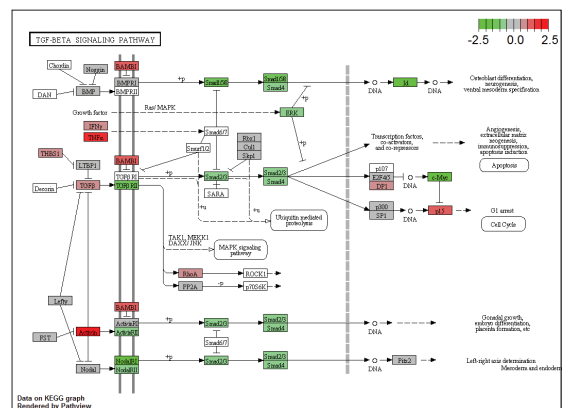 TGF-BETA SIGNALING PATHWAY
-2.5 0.0 2.5
Chordin
Noggin
BAMBI
DAN
BMP
BMPRI
BMPRII
+p
Smad1/5/8
+p
Smad1/5/8
Smad4
DNA
Id
DNA
Osteoblast differentiation,
neurogenesis,
ventral mesoderm specification
Growth factor
Ras/MAPK
ERK
IFNγ
TNFα
Smad6/7
Rbx1
Cul1
Skp1
Smurf1/2
THBS1
LTBP1
BAMBI
Decorin
TGFβ
TGFβ RI
TGFβ RII
+p
Smad2/3
SARA
+p
Smad2/3
Smad4
Transcription factors,
co-activators,
and co-repressors
Angiogenesis,
extracellular matrix
neogenesis,
immunosuppression,
apoptosis induction
Apoptosis
p107
E2F4/5
DP1
DNA
c-Myc
p300
SP1
DNA
p15
G1 arrest
Cell Cycle
+u
+u
Ubiquitin mediated
proteolysis
TAK1, MEKK1
DAXX/JNK
MAPK signaling
pathway
RhoA
ROCK1
PP2A
-p
p70S6K
Lefty
FST
Activin
BAMBI
ActivinRI
ActivinRII
+p
Smad2/3
+p
Smad2/3
Smad4
DNA
Gonadal growth,
embryo differentiation,
placenta formation, etc
Smad6/7
Nodal
NodalRI
NodalRII
+p
Smad2/3
+p
Smad2/3
Smad4
DNA
Pitx2
Left-right axis determination
Mesoderm and endoderm
Data on KEGG graph
Rendered by Pathview